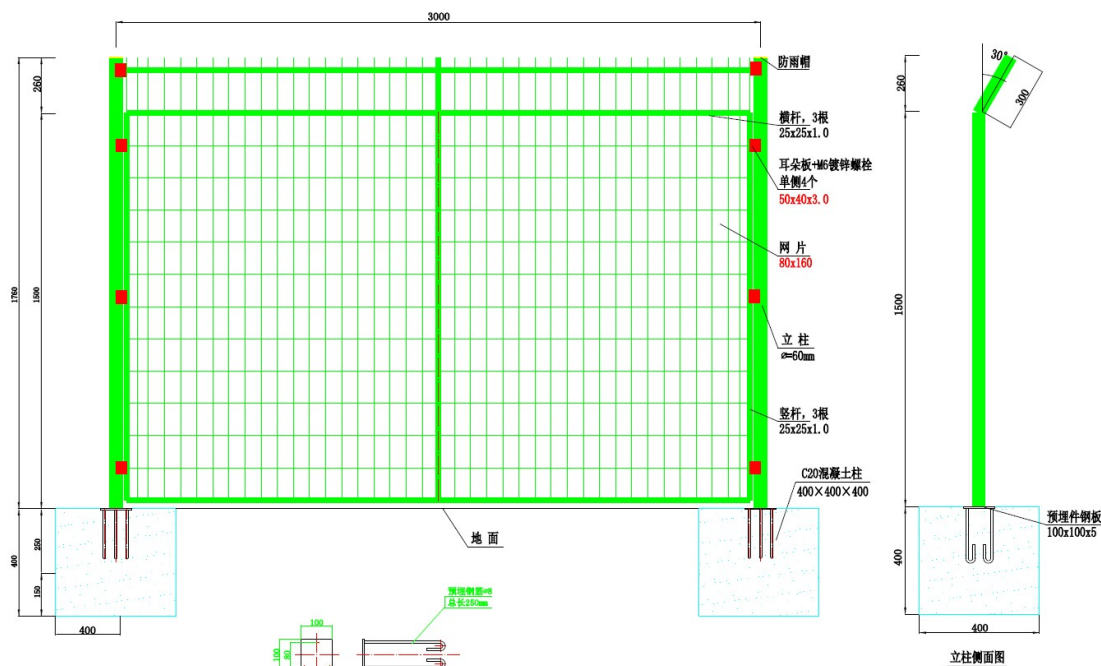 3000
防雨帽
横杆，3根
25x25x1.0
耳朵板+M6镀锌螺栓
单侧4个
50x40x3.0
网 片
80x160
立 柱
⌀=60mm
竖杆，3根
25x25x1.0
C20混凝土柱
400×400×400
260
1760
1500
地 面
250
400
150
400
预埋钢筋⌀8
总长250mm
100
100
80
30°
260
300
1500
预埋件钢板
100x100x5
400
400
立柱侧面图